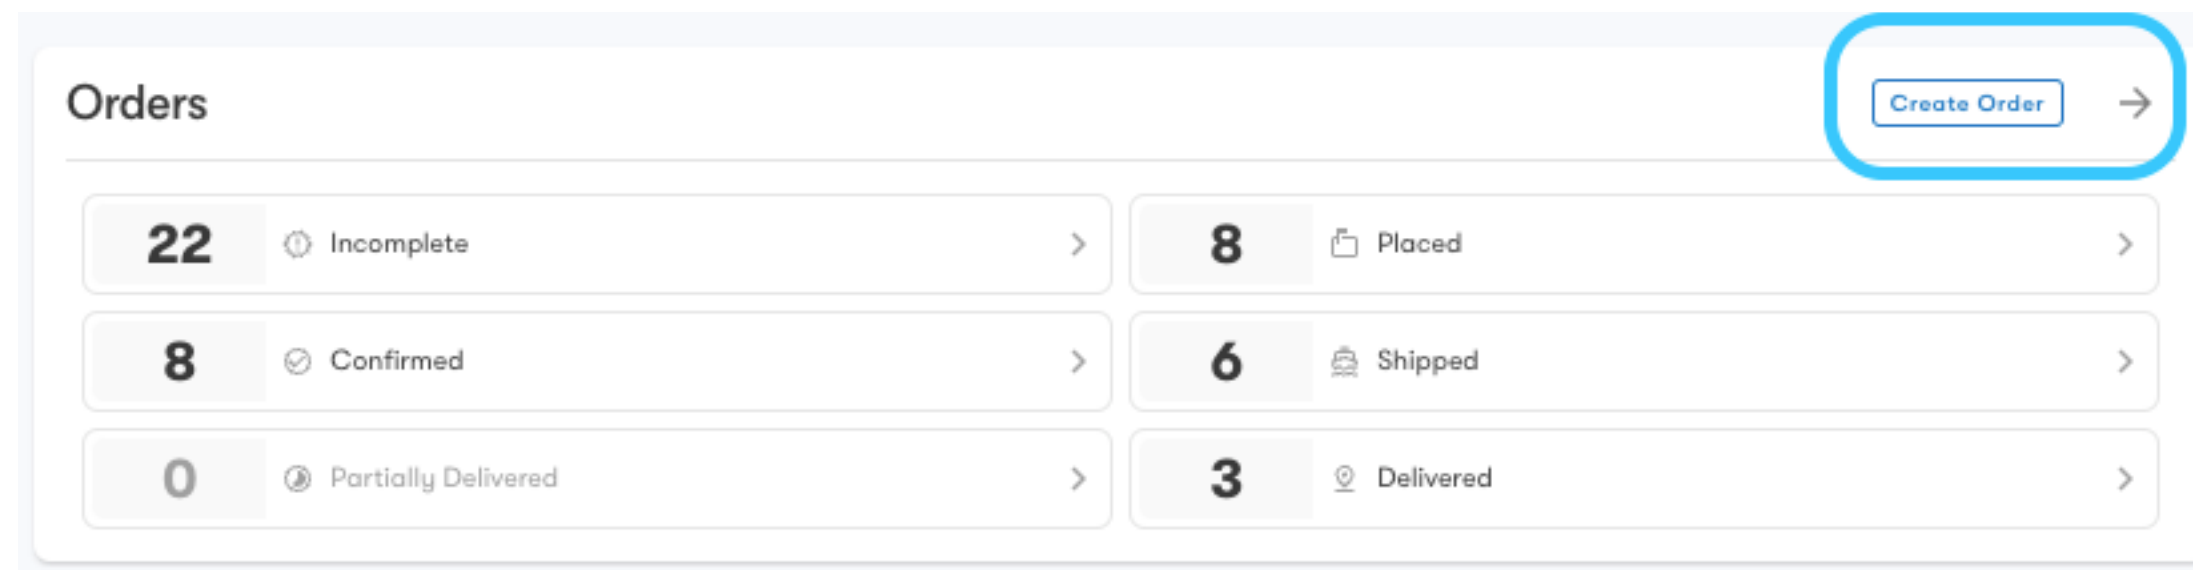 Orders
Create Order
22 Incomplete
8 Placed
8 Confirmed
6 Shipped
0 Partially Delivered
3 Delivered